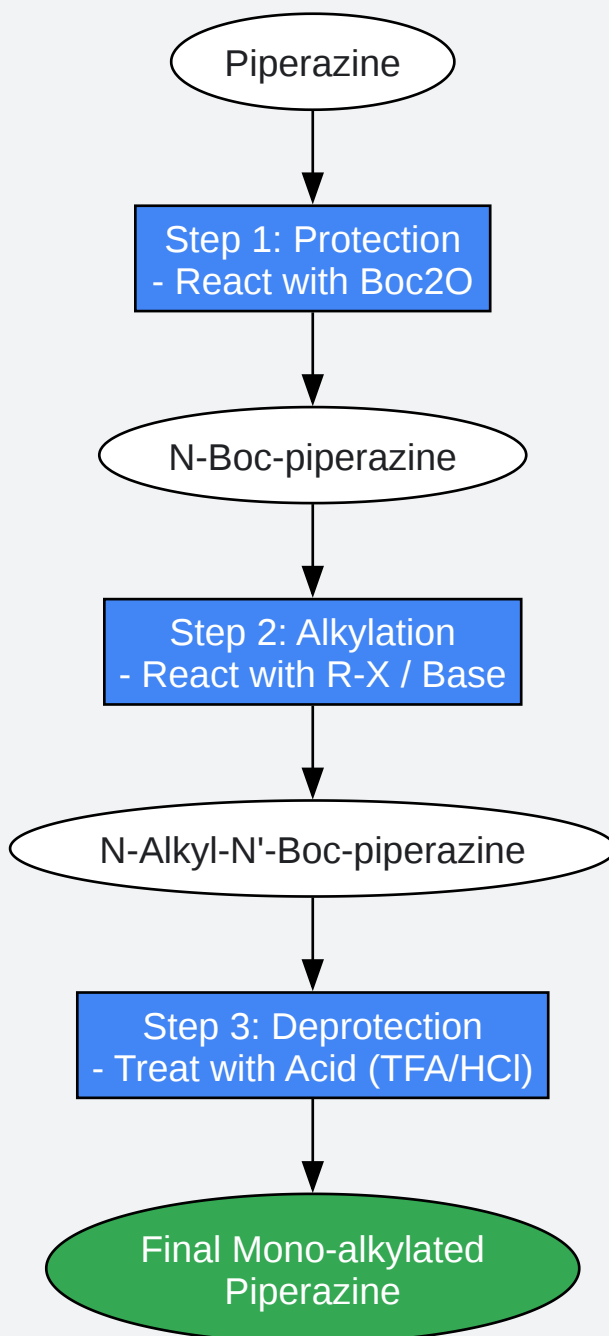 Piperazine
Step 1: Protection
- React with Boc2O
N-Boc-piperazine
Step 2: Alkylation
- React with R-X / Base
N-Alkyl-N'-Boc-piperazine
Step 3: Deprotection
- Treat with Acid (TFA/HCl)
Final Mono-alkylated
Piperazine